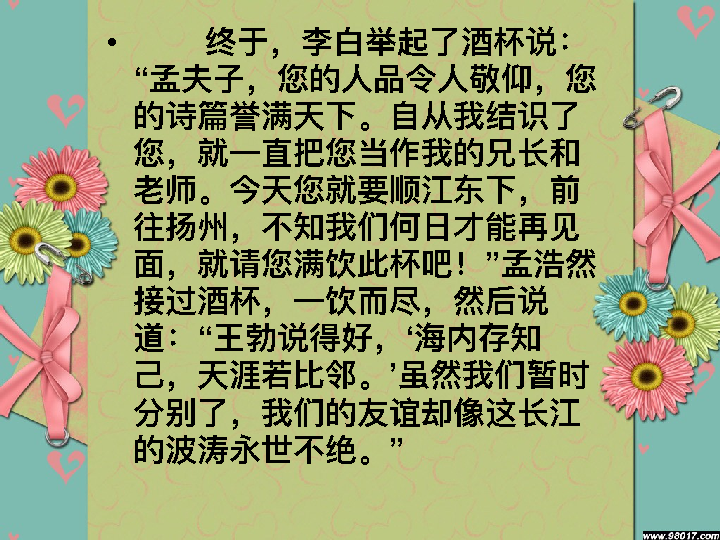 • 终于，李白举起了酒杯说：
“孟夫子，您的人品令人敬仰，您
的诗篇誉满天下。自从我结识了
您，就一直把您当作我的兄长和
老师。今天您就要顺江东下，前
往扬州，不知我们何日才能再见
面，就请您满饮此杯吧！”孟浩然
接过酒杯，一饮而尽，然后说
道：“王勃说得好，‘海内存知
己，天涯若比邻。’虽然我们暂时
分别了，我们的友谊却像这长江
的波涛永世不绝。”
www.98017.com